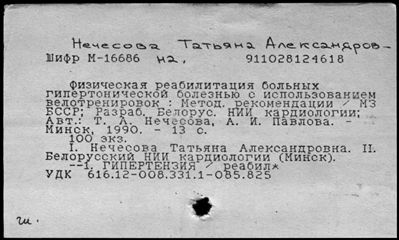 Нечесова Татьяна Александров-
Шифр М-16686 на. 911028124618
Физическая реабилитация больных
гипертонической болезнью с использованием
велотренировок : Метод. рекомендации / МЗ
БССР; Разраб. Белорус. НИИ кардиологии;
Авт.: Т. А. Нечесова, А. И. Павлова. -
Минск, 1990. - 13 с.
100 экз.
I. Нечесова Татьяна Александровна. II.
Белорусский НИИ кардиологии (Минск).
--1. ГИПЕРТЕНЗИЯ / реабил*
УДК 616.12-008.331.1-085.825